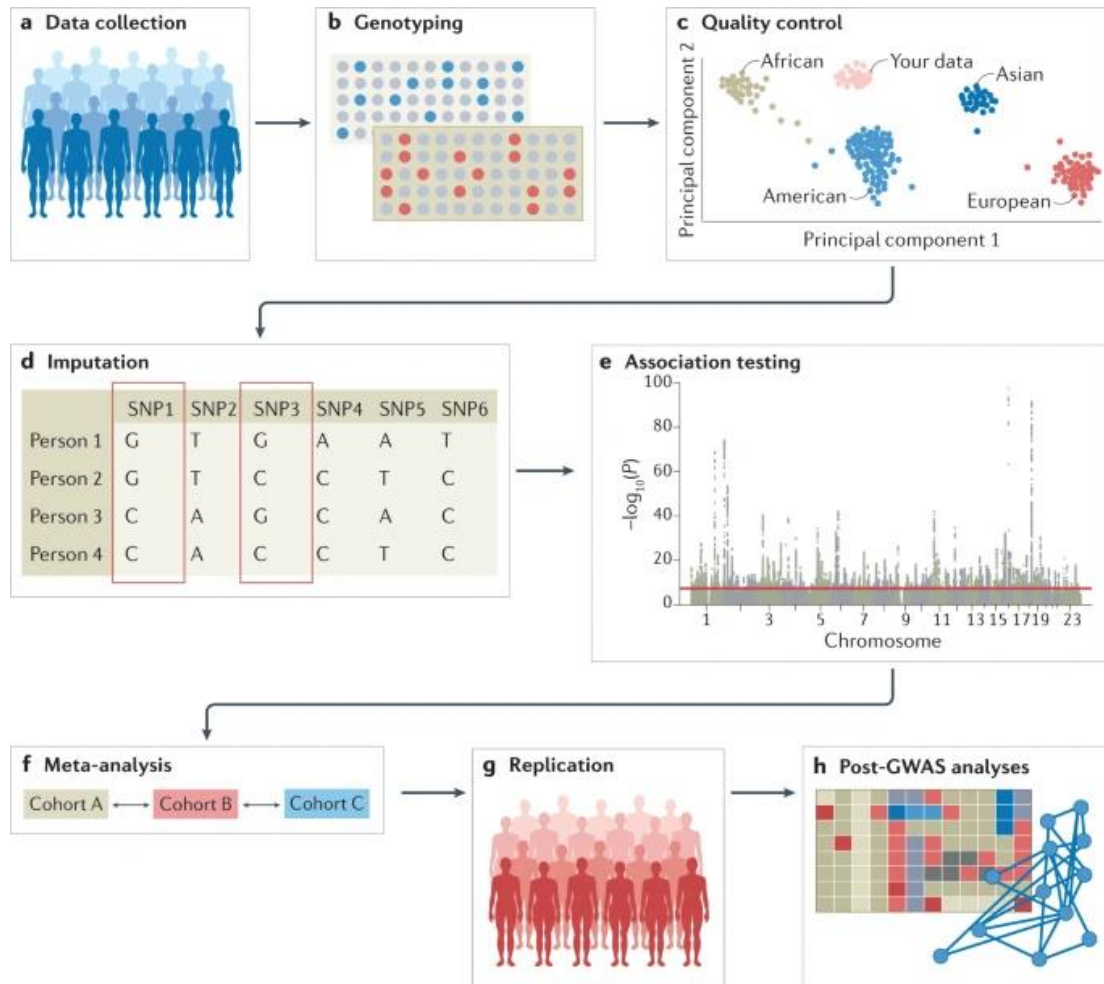 a Data collection
b Genotyping
c Quality control
African
Your data
Asian
American
European
Principal component 2
Principal component 1
d Imputation
SNP1 SNP2 SNP3 SNP4 SNP5 SNP6
Person 1 G T G A A T
Person 2 G T C C T C
Person 3 C A G C A C
Person 4 C A C C T C
e Association testing
100
80
60
40
20
0
−log10(P)
1 3 5 7 9 11 13 15 17 19 23
Chromosome
f Meta-analysis
Cohort A Cohort B Cohort C
g Replication
h Post-GWAS analyses